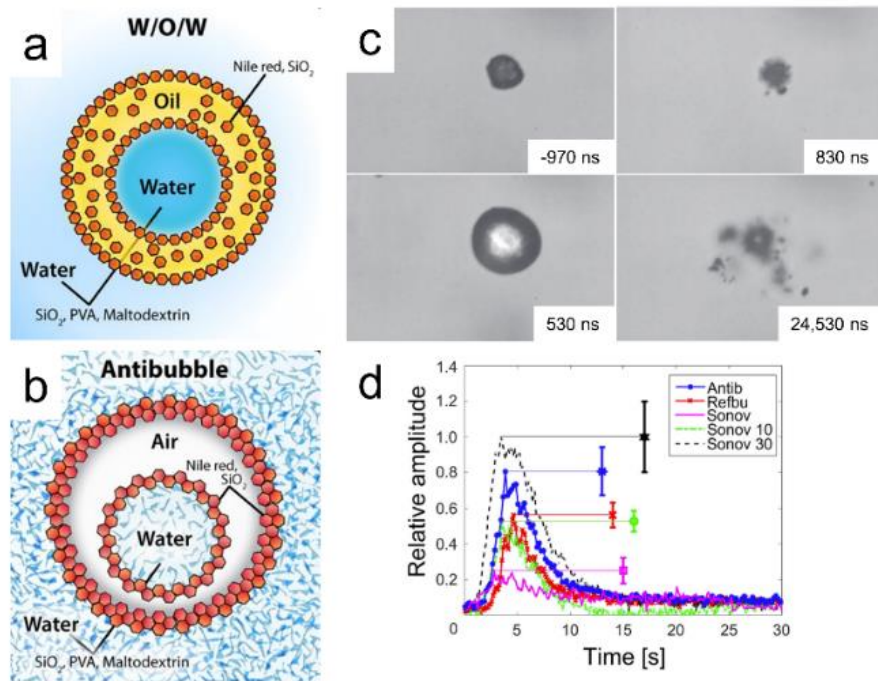 a
W/O/W
Nile red, SiO₂
Oil
Water
Water
SiO₂, PVA, Maltodextrin
b
Antibubble
Air
Nile red,
SiO₂
Water
Water
SiO₂, PVA, Maltodextrin
c
-970 ns
830 ns
530 ns
24,530 ns
d
1.4
1.2
1.0
0.8
0.6
0.4
0.2
0
5
10
15
20
25
30
Relative amplitude
Time [s]
Antib
Refbu
Sonov
Sonov 10
Sonov 30